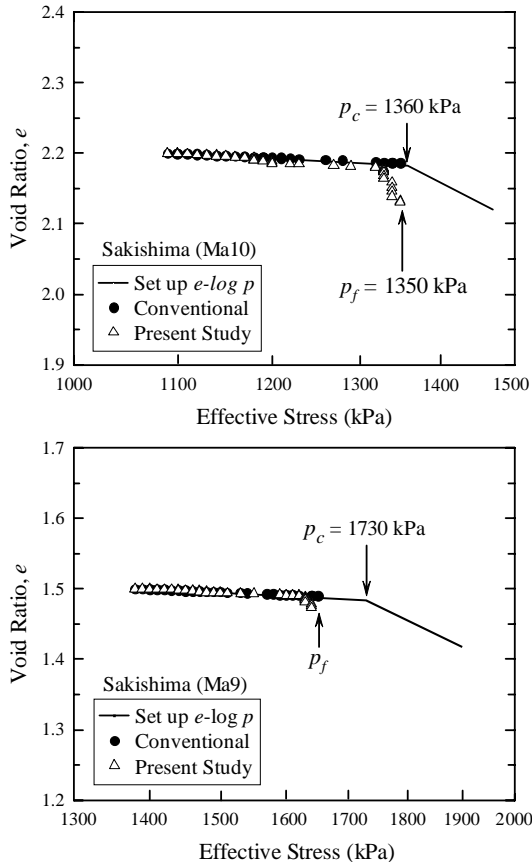 2.4
2.3
2.2
2.1
2.0
1.9
Void Ratio, e
p_c = 1360 kPa
p_f = 1350 kPa
Sakishima (Ma10)
Set up e-log p
Conventional
Present Study
1000
1100
1200
1300
1400
1500
Effective Stress (kPa)
1.7
1.6
1.5
1.4
1.3
1.2
Void Ratio, e
p_c = 1730 kPa
p_f
Sakishima (Ma9)
Set up e-log p
Conventional
Present Study
1300
1400
1500
1600
1700
1800
1900
2000
Effective Stress (kPa)